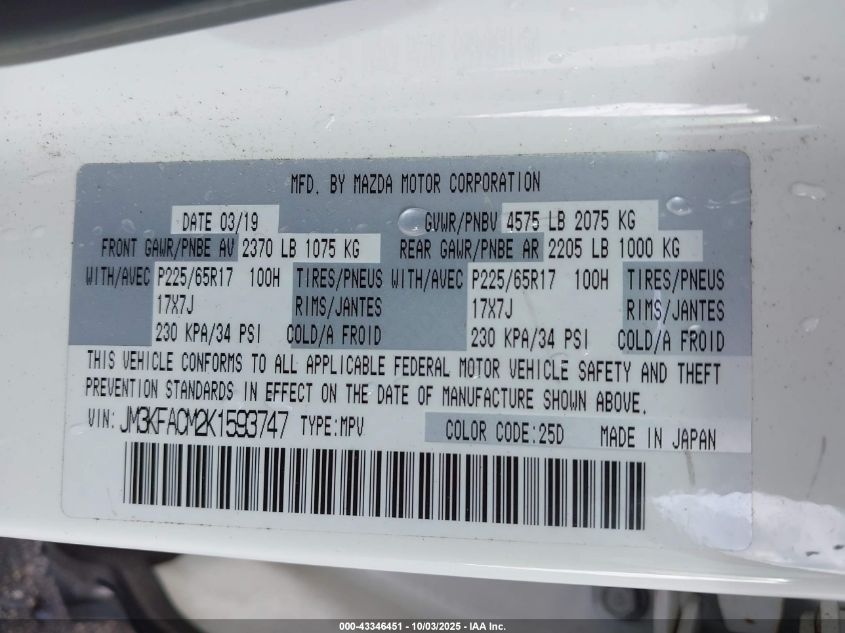 MFD. BY MAZDA MOTOR CORPORATION
DATE 03/19 GVWR/PNBV 4575 LB 2075 KG
FRONT GAWR/PNBE AV 2370 LB 1075 KG REAR GAWR/PNBE AR 2205 LB 1000 KG
WITH/AVEC P225/65R17 100H TIRES/PNEUS WITH/AVEC P225/65R17 100H TIRES/PNEUS
17X7J RIMS/JANTES 17X7J RIMS/JANTES
230 KPA/34 PSI COLD/A FROID 230 KPA/34 PSI COLD/A FROID
THIS VEHICLE CONFORMS TO ALL APPLICABLE FEDERAL MOTOR VEHICLE SAFETY AND THEFT
PREVENTION STANDARDS IN EFFECT ON THE DATE OF MANUFACTURE SHOWN ABOVE.
VIN: JM3KFACM2K1593747 TYPE:MPV COLOR CODE:25D MADE IN JAPAN
000-43346451 - 10/03/2025 - IAA Inc.